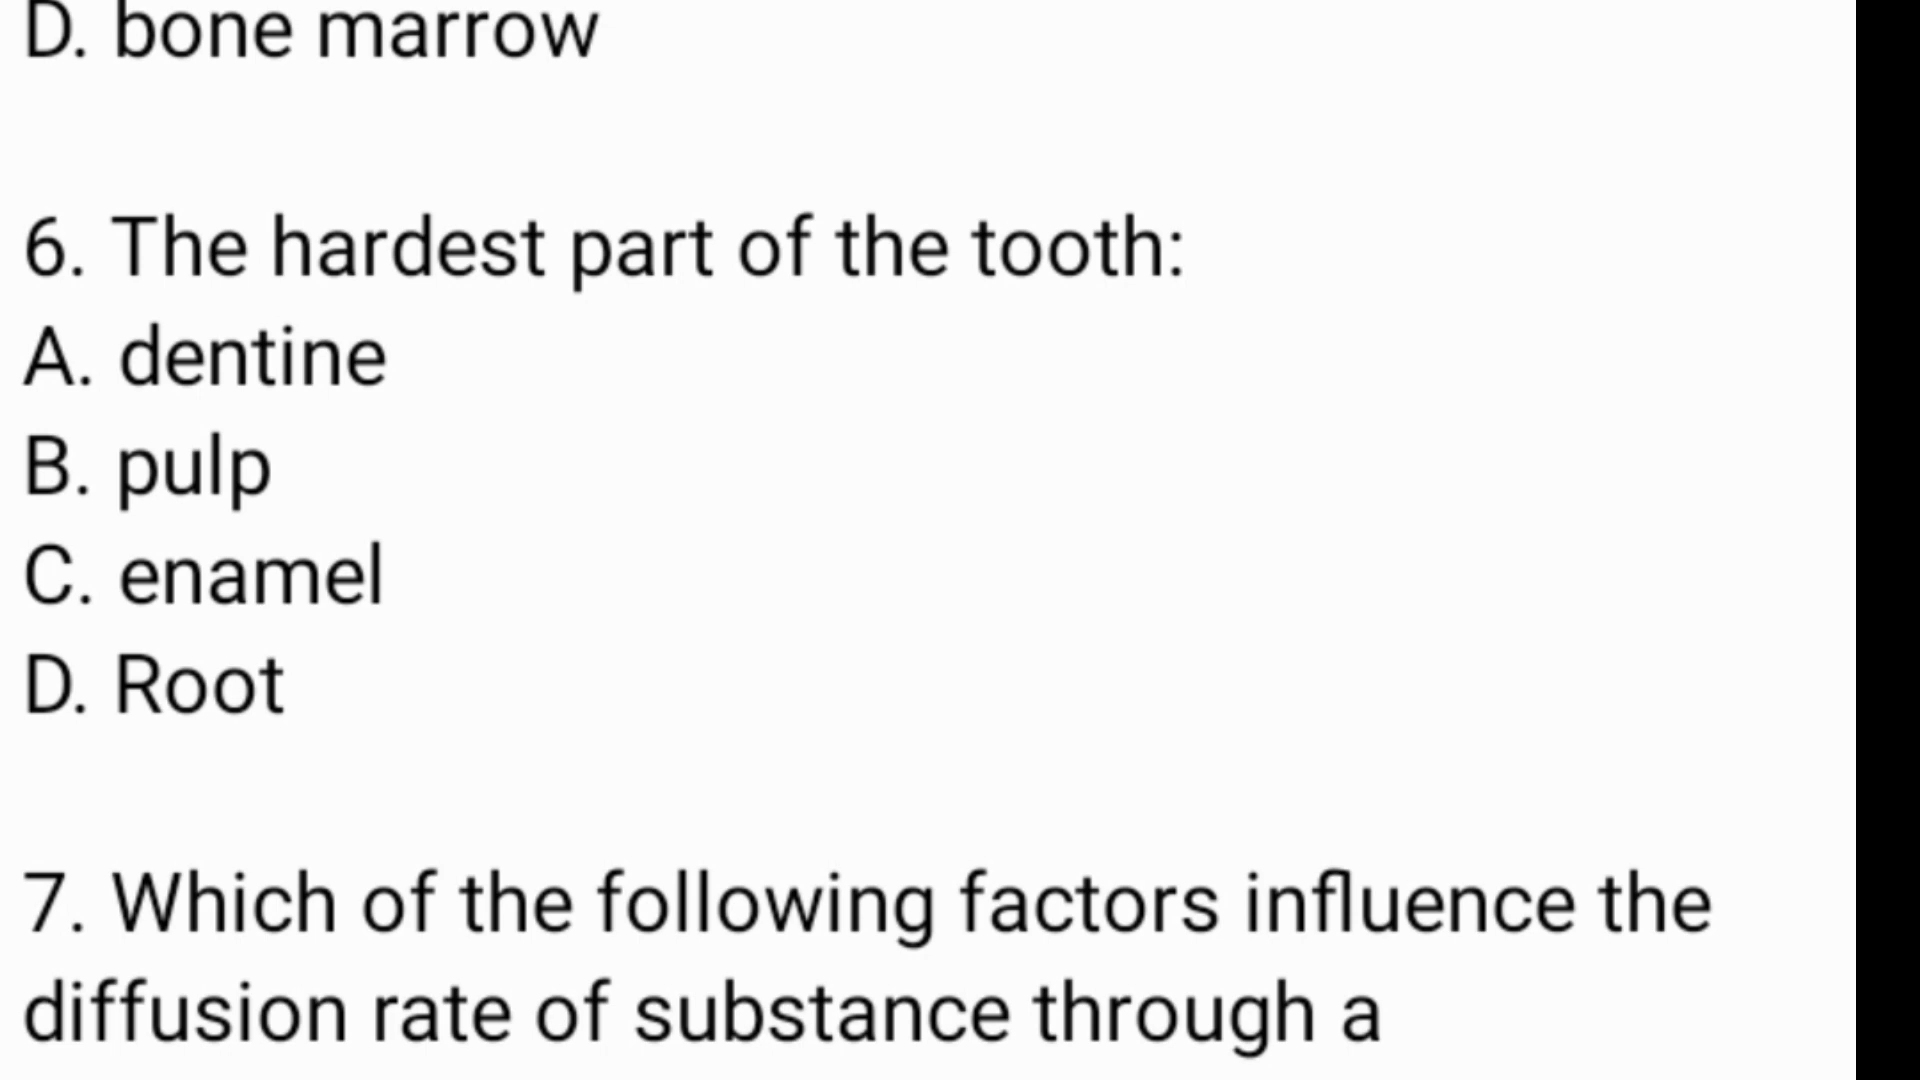 D. bone marrow
6. The hardest part of the tooth:
A. dentine
B. pulp
C. enamel
D. Root
7. Which of the following factors influence the
diffusion rate of substance through a